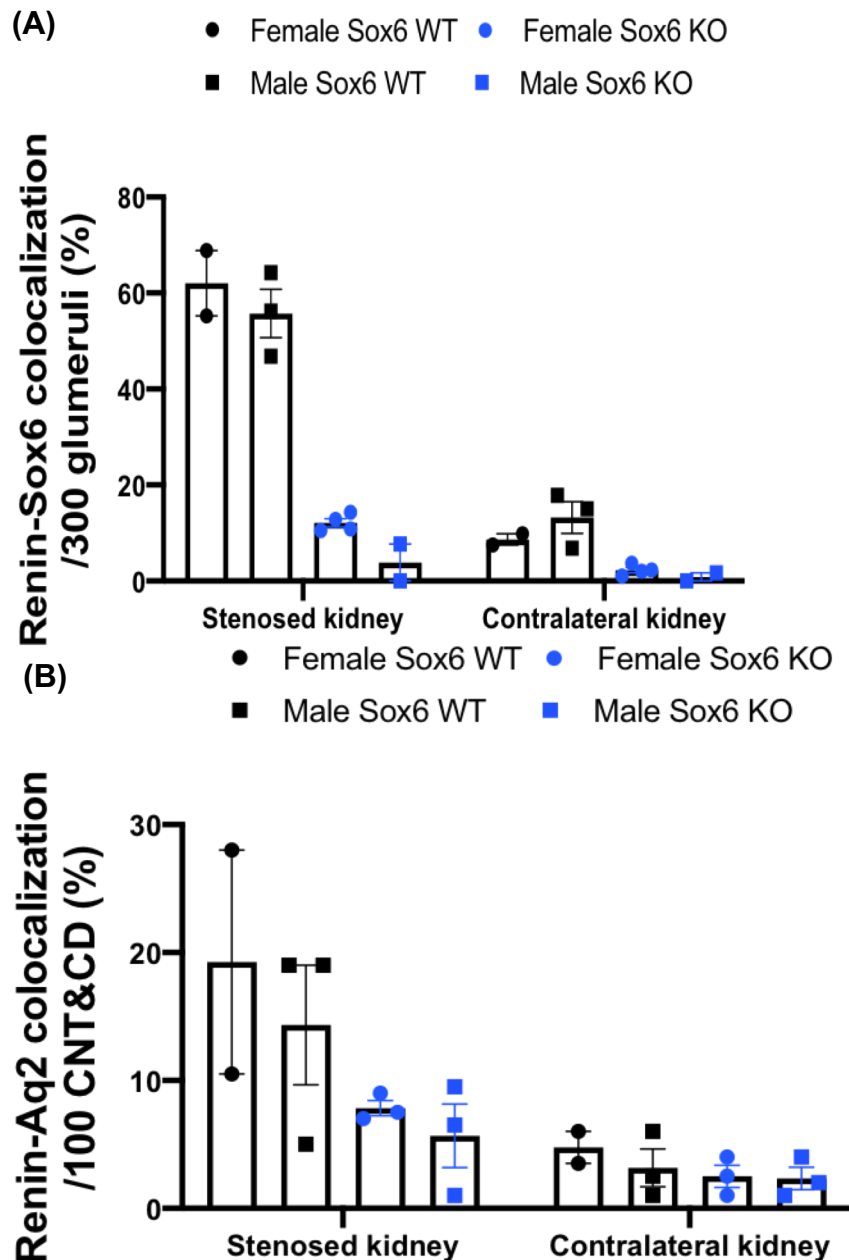 (A)
Female Sox6 WT Female Sox6 KO
Male Sox6 WT Male Sox6 KO
Renin-Sox6 colocalization
/300 glumeruli (%)
80
60
40
20
0
Stenosed kidney Contralateral kidney
(B)
Female Sox6 WT Female Sox6 KO
Male Sox6 WT Male Sox6 KO
Renin-Aq2 colocalization
/100 CNT&CD (%)
30
20
10
0
Stenosed kidney Contralateral kidney